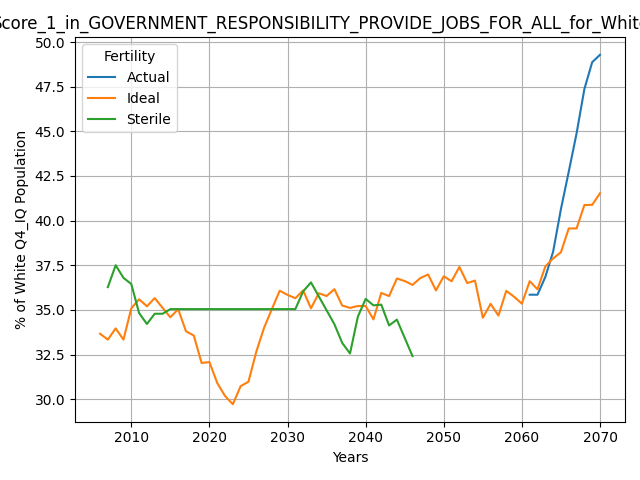 Score_1_in_GOVERNMENT_RESPONSIBILITY_PROVIDE_JOBS_FOR_ALL_for_White
Fertility
Actual
Ideal
Sterile
% of White Q4_IQ Population
50.0
47.5
45.0
42.5
40.0
37.5
35.0
32.5
30.0
2010 2020 2030 2040 2050 2060 2070
Years